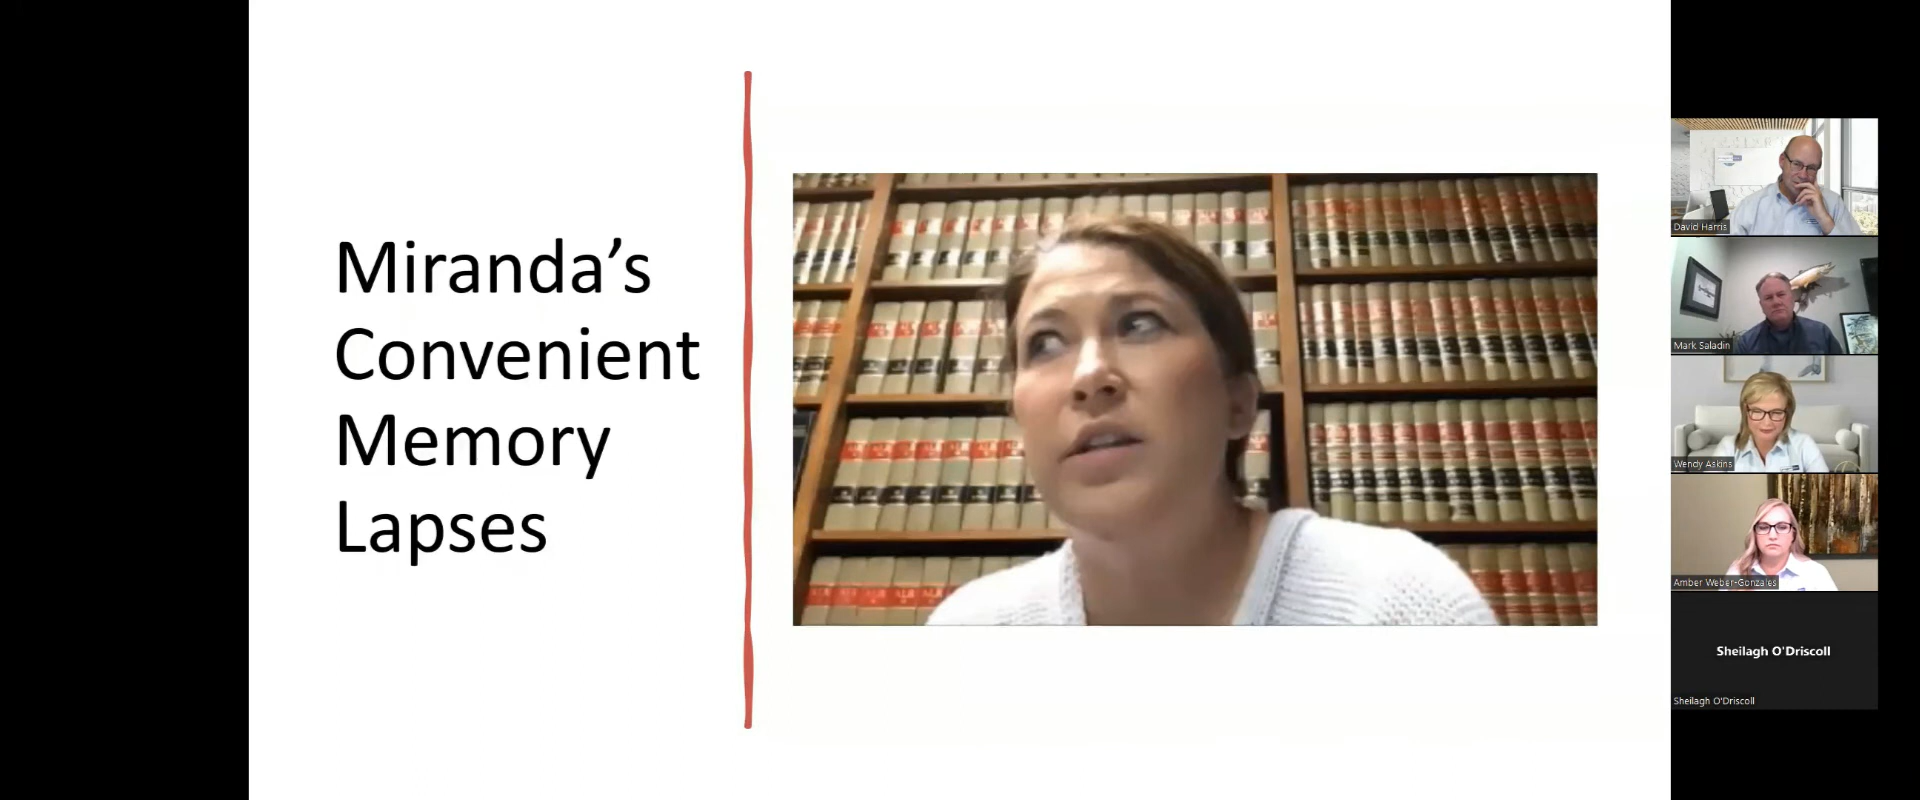 Miranda’s
Convenient
Memory
Lapses
David Harris
Mark Saladin
Wendy Askins
Amber Weber-Gonzales
Sheilagh O'Driscoll
Sheilagh O'Driscoll